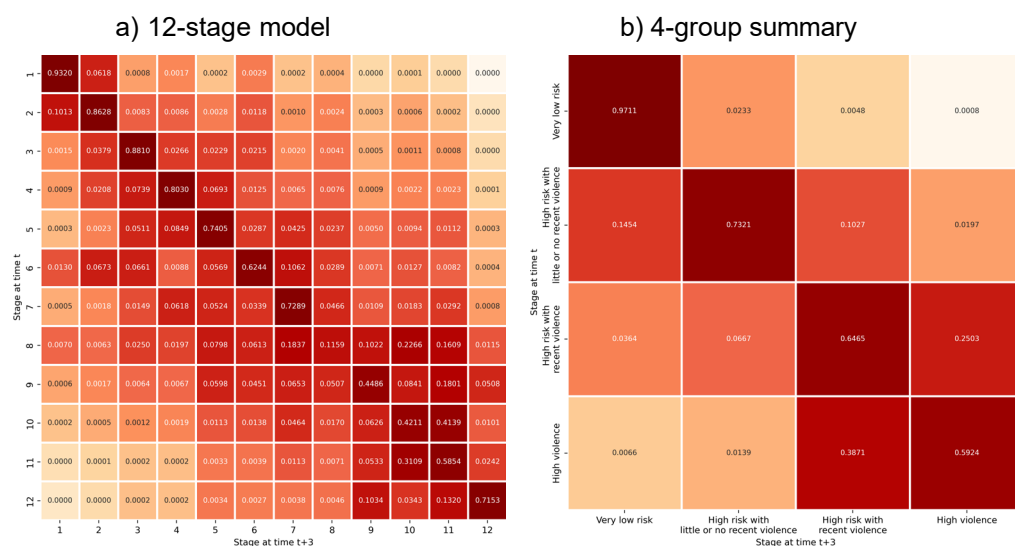 a) 12-stage model
b) 4-group summary
Stage at time t
1 0.9320 0.0618 0.0008 0.0017 0.0002 0.0029 0.0002 0.0004 0.0000 0.0001 0.0000 0.0000
2 0.1013 0.8628 0.0083 0.0086 0.0028 0.0118 0.0010 0.0024 0.0003 0.0006 0.0002 0.0000
3 0.0015 0.0379 0.8810 0.0266 0.0229 0.0215 0.0020 0.0041 0.0005 0.0011 0.0008 0.0000
4 0.0009 0.0208 0.0739 0.8030 0.0693 0.0125 0.0065 0.0076 0.0009 0.0022 0.0023 0.0001
5 0.0003 0.0023 0.0511 0.0849 0.7405 0.0287 0.0425 0.0237 0.0050 0.0094 0.0112 0.0003
6 0.0130 0.0673 0.0661 0.0088 0.0569 0.6244 0.1062 0.0289 0.0071 0.0127 0.0082 0.0004
7 0.0005 0.0018 0.0149 0.0618 0.0524 0.0339 0.7289 0.0466 0.0109 0.0183 0.0292 0.0008
8 0.0070 0.0063 0.0250 0.0197 0.0798 0.0613 0.1837 0.1159 0.1022 0.2266 0.1609 0.0115
9 0.0006 0.0017 0.0064 0.0067 0.0598 0.0451 0.0653 0.0507 0.4486 0.0841 0.1801 0.0508
10 0.0002 0.0005 0.0012 0.0019 0.0113 0.0138 0.0464 0.0170 0.0626 0.4211 0.4139 0.0101
11 0.0000 0.0001 0.0002 0.0002 0.0033 0.0039 0.0113 0.0071 0.0533 0.3109 0.5854 0.0242
12 0.0000 0.0000 0.0002 0.0002 0.0034 0.0027 0.0038 0.0046 0.1034 0.0343 0.1320 0.7153
1 2 3 4 5 6 7 8 9 10 11 12
Stage at time t+3
Stage at time t
Very low risk
0.9711 0.0233 0.0048 0.0008
High risk with
little or no recent violence
0.1454 0.7321 0.1027 0.0197
High risk with
recent violence
0.0364 0.0667 0.6465 0.2503
High violence
0.0066 0.0139 0.3871 0.5924
Very low risk
High risk with
little or no recent violence
High risk with
recent violence
High violence
Stage at time t+3